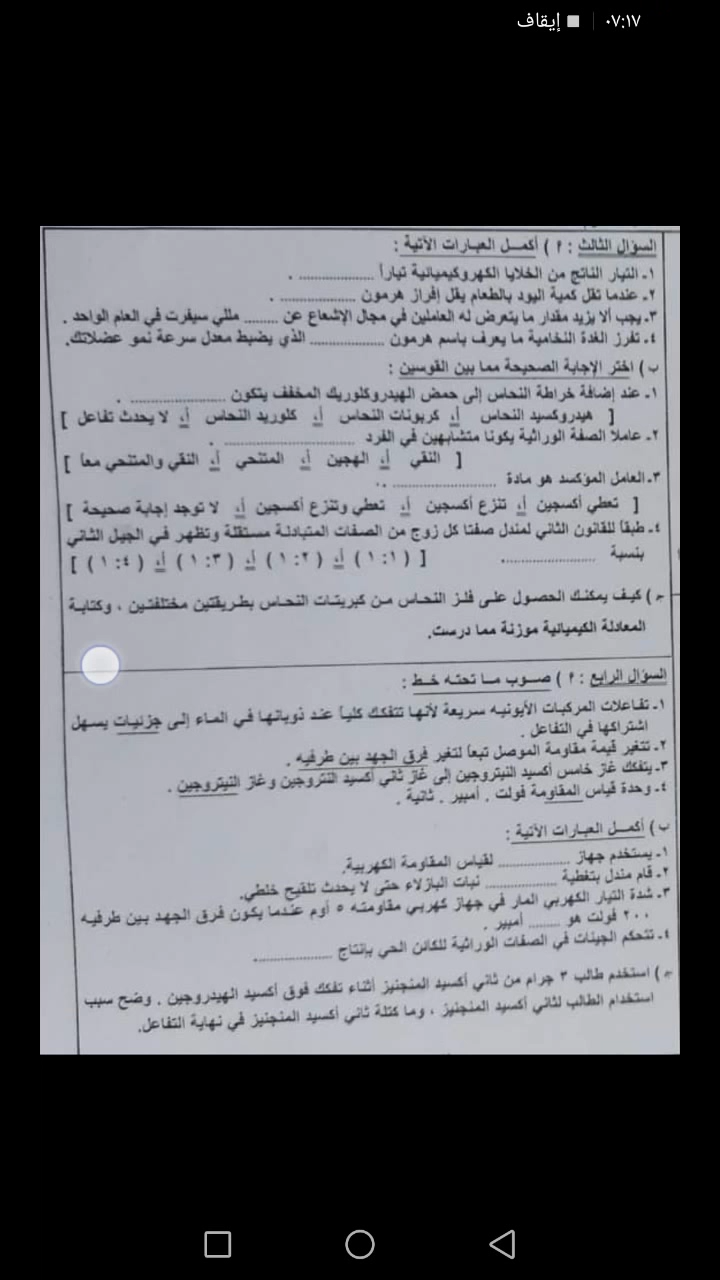 ٠٧:١٧ إيقاف
السؤال الثالث : ٢ ) أكمل العبارات الآتية :
١- التيار الناتج من الخلايا الكهروكيميائية تياراً .................. .
٢- عندما تقل كمية اليود بالطعام يقل إفراز هرمون .................. .
٣- يجب ألا يزيد مقدار ما يتعرض له العاملين في مجال الإشعاع عن ........ مللي سيفرت في العام الواحد .
٤- تفرز الغدة النخامية ما يعرف باسم هرمون .................. الذي يضبط معدل سرعة نمو عضلاتك.
ب ) اختر الإجابة الصحيحة مما بين القوسين :
١- عند إضافة خراطة النحاس إلى حمض الهيدروكلوريك المخفف يتكون .................. .
[ هيدروكسيد النحاس أ، كربونات النحاس أ، كلوريد النحاس أ، لا يحدث تفاعل ]
٢- عاملا الصفة الوراثية يكونا متشابهين في الفرد .................. .
[ النقي أ، الهجين أ، المتنحي أ، النقي والمتنحي معاً ]
٣- العامل المؤكسد هو مادة .................. .
[ تعطي أكسجين أ، تنزع أكسجين أ، تعطي وتنزع أكسجين أ، لا توجد إجابة صحيحة ]
٤- طبقاً للقانون الثاني لمندل صفتا كل زوج من الصفات المتبادلة مستقلة وتظهر في الجيل الثاني
بنسبة .................. [ ( ١ : ١ ) أ، ( ٢ : ١ ) أ، ( ٣ : ١ ) أ، ( ٤ : ١ ) ]
ج ) كيف يمكنك الحصول على فلز النحاس من كبريتات النحاس بطريقتين مختلفتين ، وكتابة
المعادلة الكيميائية موزنة مما درست.
السؤال الرابع : ٢ ) صوب ما تحته خط :
١- تفاعلات المركبات الأيونيه سريعة لأنها تتفكك كلياً عند ذوبانها في الماء إلى جزئيات يسهل
اشتراكها في التفاعل .
٢- تتغير قيمة مقاومة الموصل تبعاً لتغير فرق الجهد بين طرفيه .
٣- يتفكك غاز خامس أكسيد النيتروجين إلى غاز ثاني أكسيد النتروجين وغاز النيتروجين .
٤- وحدة قياس المقاومة فولت . أمبير . ثانية .
ب ) أكمل العبارات الآتية :
١- يستخدم جهاز .................. لقياس المقاومة الكهربية.
٢- قام مندل بتغطية .................. نبات البازلاء حتى لا يحدث تلقيح خلطي.
٣- شدة التيار الكهربي المار في جهاز كهربي مقاومته ٥ أوم عندما يكون فرق الجهد بين طرفيه
٢٠٠ فولت هو ........ أمبير .
٤- تتحكم الجينات في الصفات الوراثية للكائن الحي بإنتاج .................. .
ج ) استخدم طالب ٣ جرام من ثاني أكسيد المنجنيز أثناء تفكك فوق أكسيد الهيدروجين . وضح سبب
استخدام الطالب لثاني أكسيد المنجنيز ، وما كتلة ثاني أكسيد المنجنيز في نهاية التفاعل.